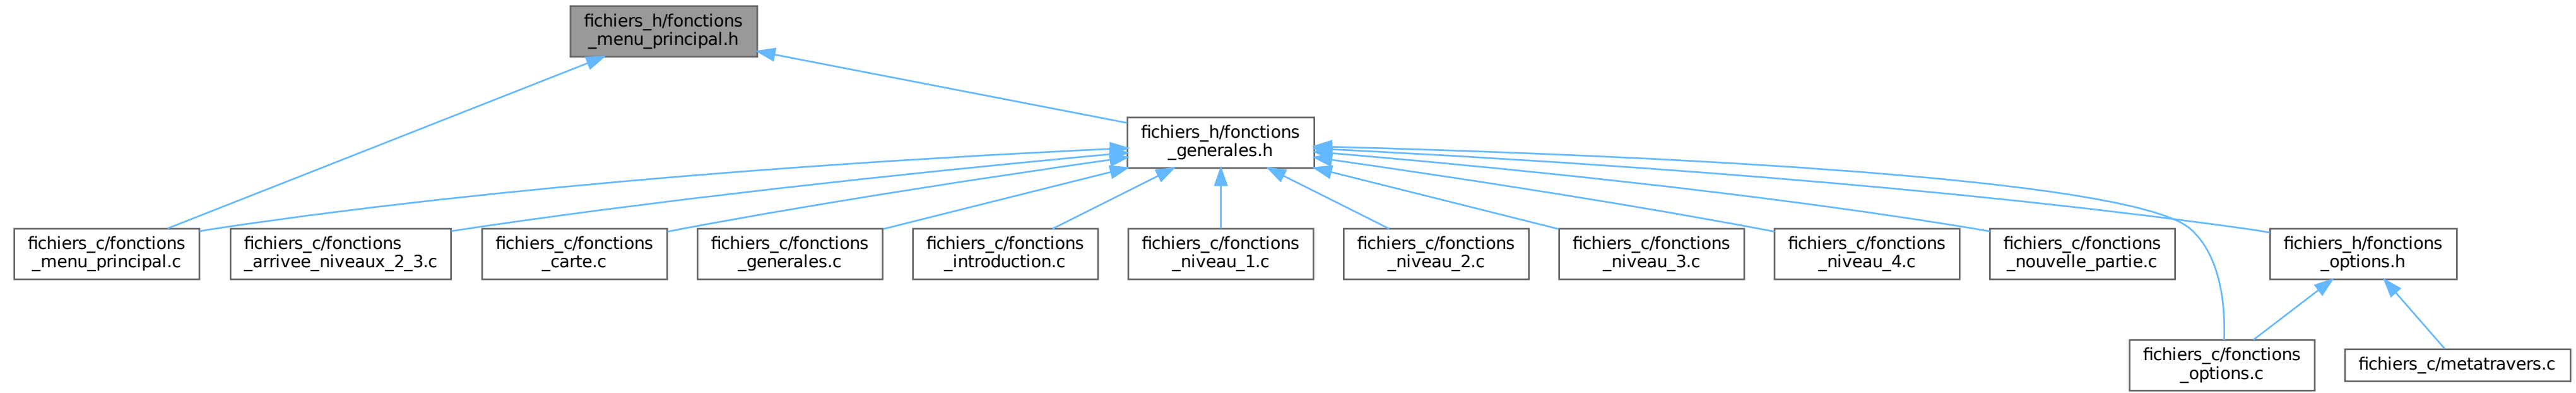 fichiers_h/fonctions
_menu_principal.h
fichiers_h/fonctions
_generales.h
fichiers_c/fonctions
_menu_principal.c
fichiers_c/fonctions
_arrivee_niveaux_2_3.c
fichiers_c/fonctions
_carte.c
fichiers_c/fonctions
_generales.c
fichiers_c/fonctions
_introduction.c
fichiers_c/fonctions
_niveau_1.c
fichiers_c/fonctions
_niveau_2.c
fichiers_c/fonctions
_niveau_3.c
fichiers_c/fonctions
_niveau_4.c
fichiers_c/fonctions
_nouvelle_partie.c
fichiers_h/fonctions
_options.h
fichiers_c/fonctions
_options.c
fichiers_c/metatravers.c